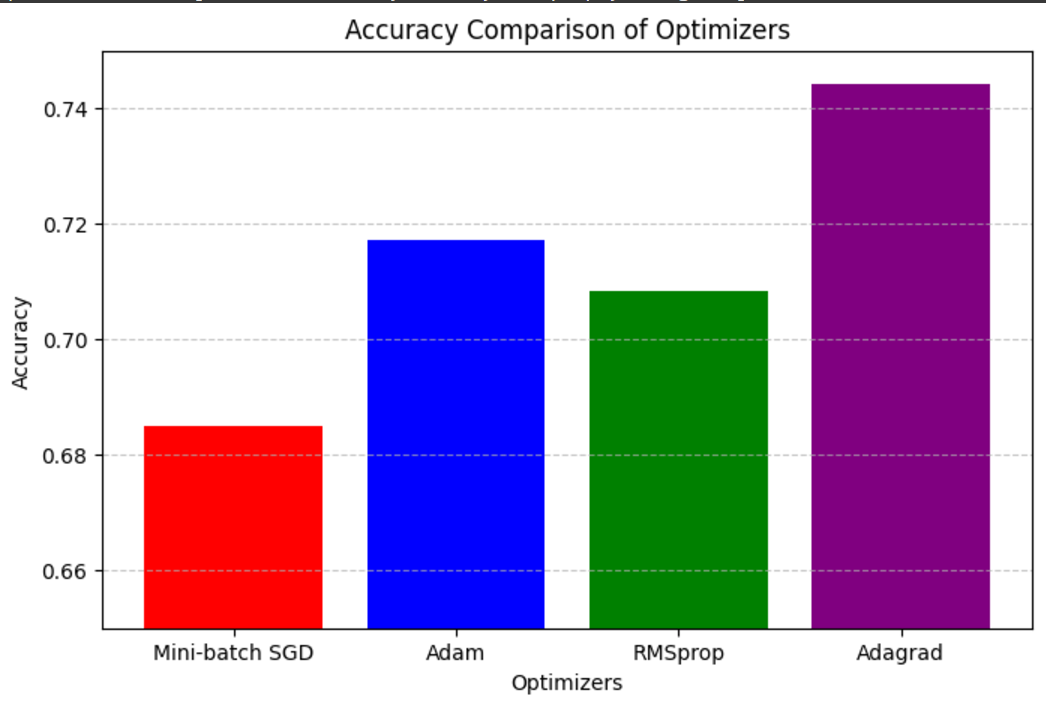 Accuracy Comparison of Optimizers
0.74
0.72
0.70
0.68
0.66
Accuracy
Mini-batch SGD Adam RMSprop Adagrad
Optimizers